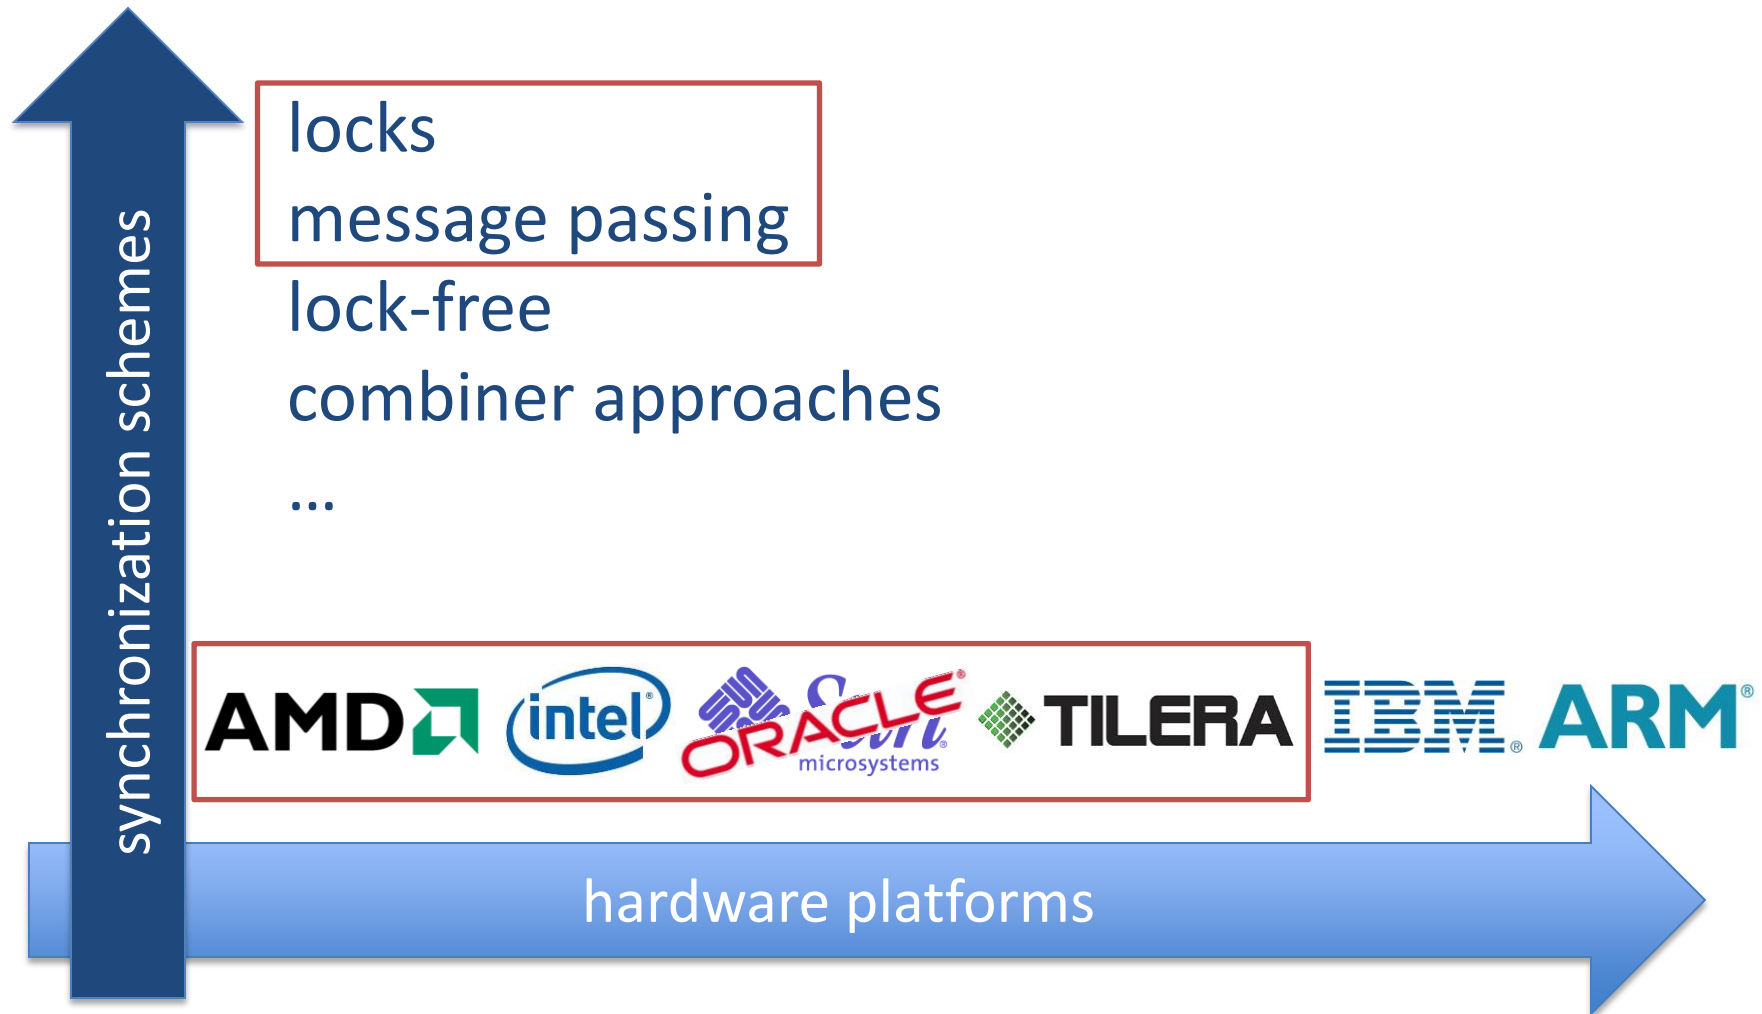 locks
message passing
lock-free
combiner approaches
...
synchronization schemes
AMD intel® Sun microsystems ORACLE® TILERA IBM® ARM®
hardware platforms